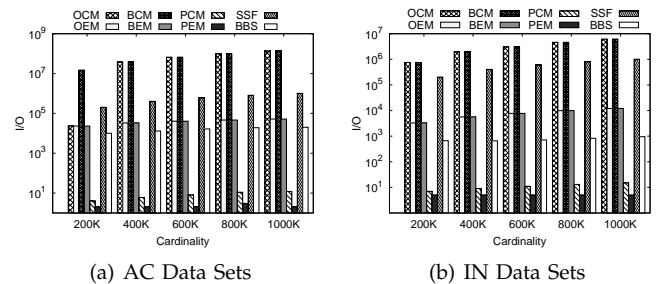 OCM BCM PCM SSF
OEM BEM PEM BBS
10^9
10^7
10^5
10^3
10^1
I/O
200K 400K 600K 800K 1000K
Cardinality
(a) AC Data Sets
OCM BCM PCM SSF
OEM BEM PEM BBS
10^7
10^6
10^5
10^4
10^3
10^2
10^1
I/O
200K 400K 600K 800K 1000K
Cardinality
(b) IN Data Sets